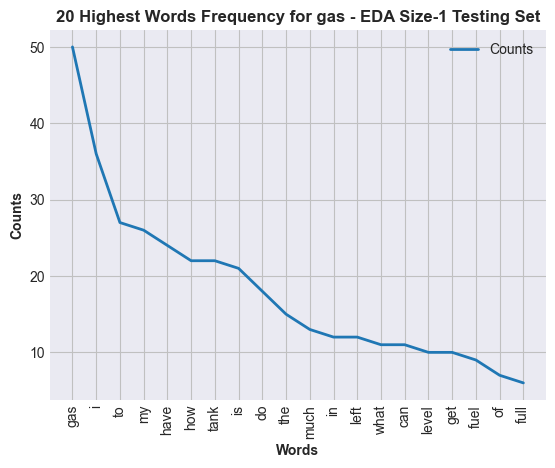 20 Highest Words Frequency for gas - EDA Size-1 Testing Set
Counts
50
40
30
20
10
Counts
gas
i
to
my
have
how
tank
is
do
the
much
in
left
what
can
level
get
fuel
of
full
Words